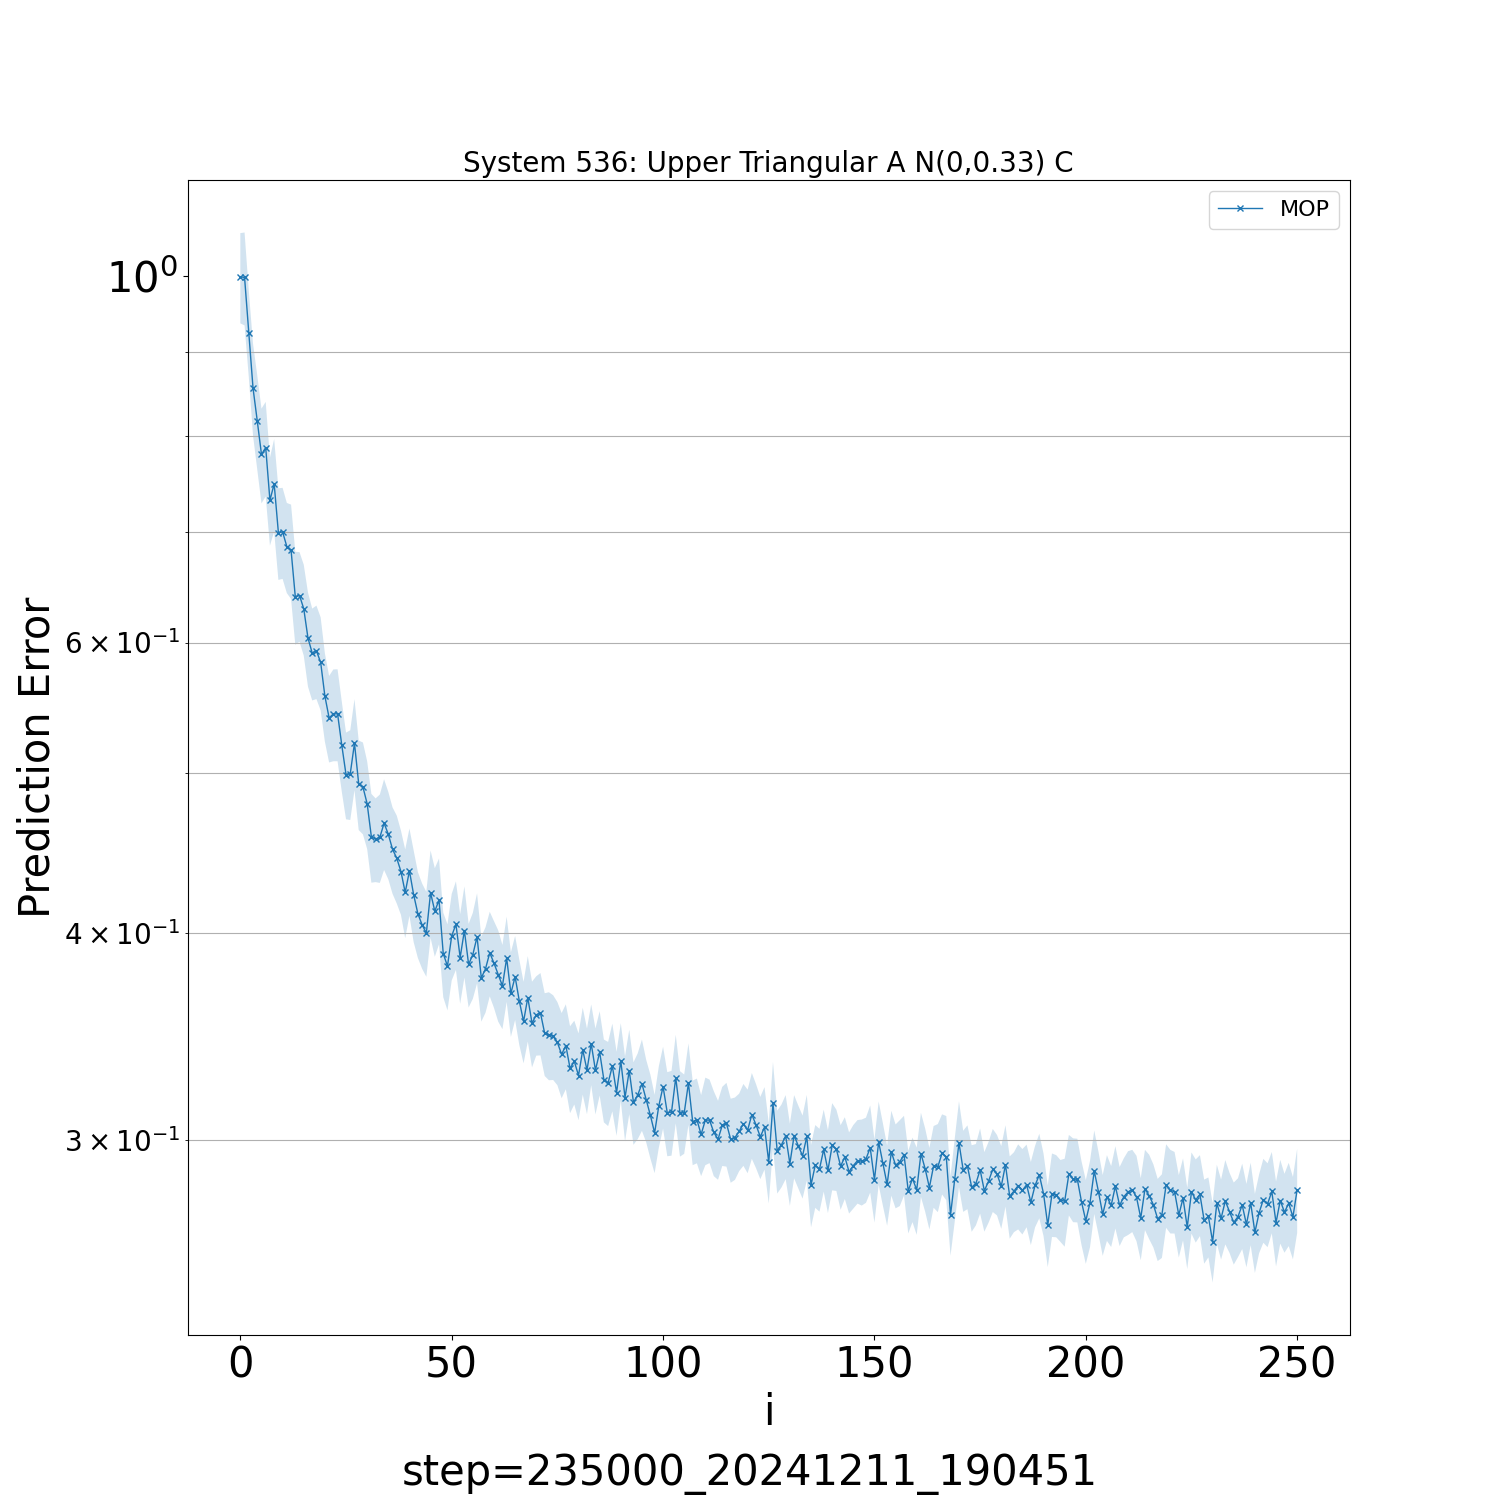 System 536: Upper Triangular A N(0,0.33) C
MOP
10⁰
6 × 10⁻¹
4 × 10⁻¹
3 × 10⁻¹
Prediction Error
0 50 100 150 200 250
i
step=235000_20241211_190451